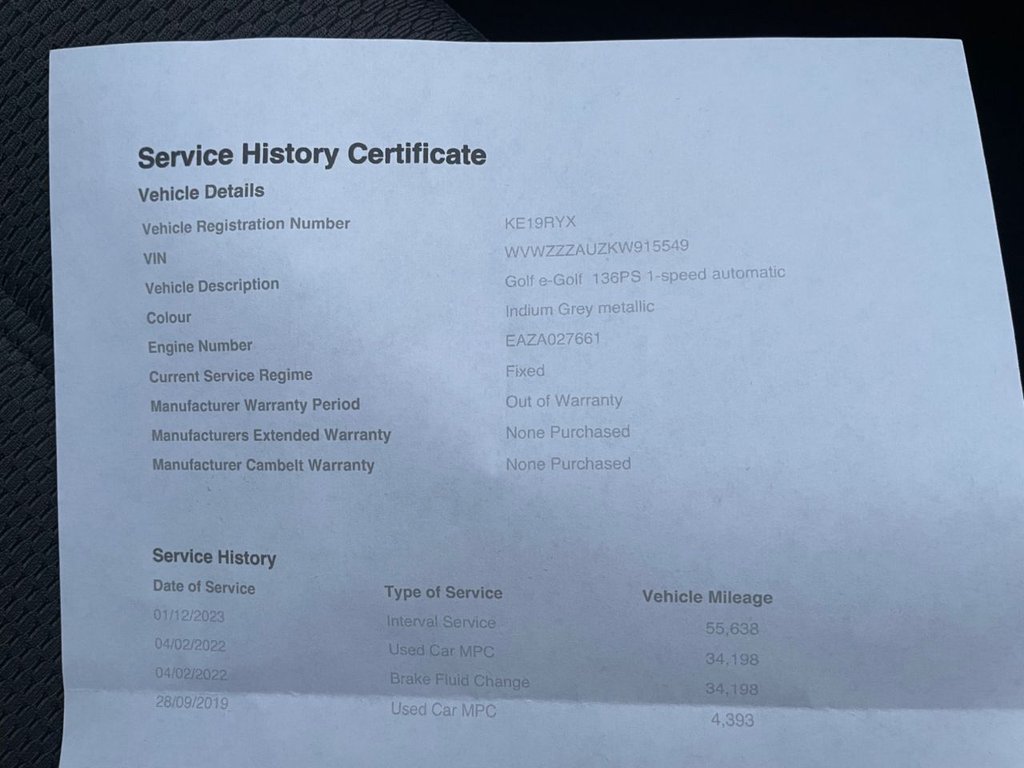 Service History Certificate
Vehicle Details
Vehicle Registration Number KE19RYX
VIN WVWZZZAUZKW915549
Vehicle Description Golf e-Golf 136PS 1-speed automatic
Colour Indium Grey metallic
Engine Number EAZA027661
Current Service Regime Fixed
Manufacturer Warranty Period Out of Warranty
Manufacturers Extended Warranty None Purchased
Manufacturer Cambelt Warranty None Purchased
Service History
Date of Service Type of Service Vehicle Mileage
01/12/2023 Interval Service 55,638
04/02/2022 Used Car MPC 34,198
04/02/2022 Brake Fluid Change 34,198
28/09/2019 Used Car MPC 4,393